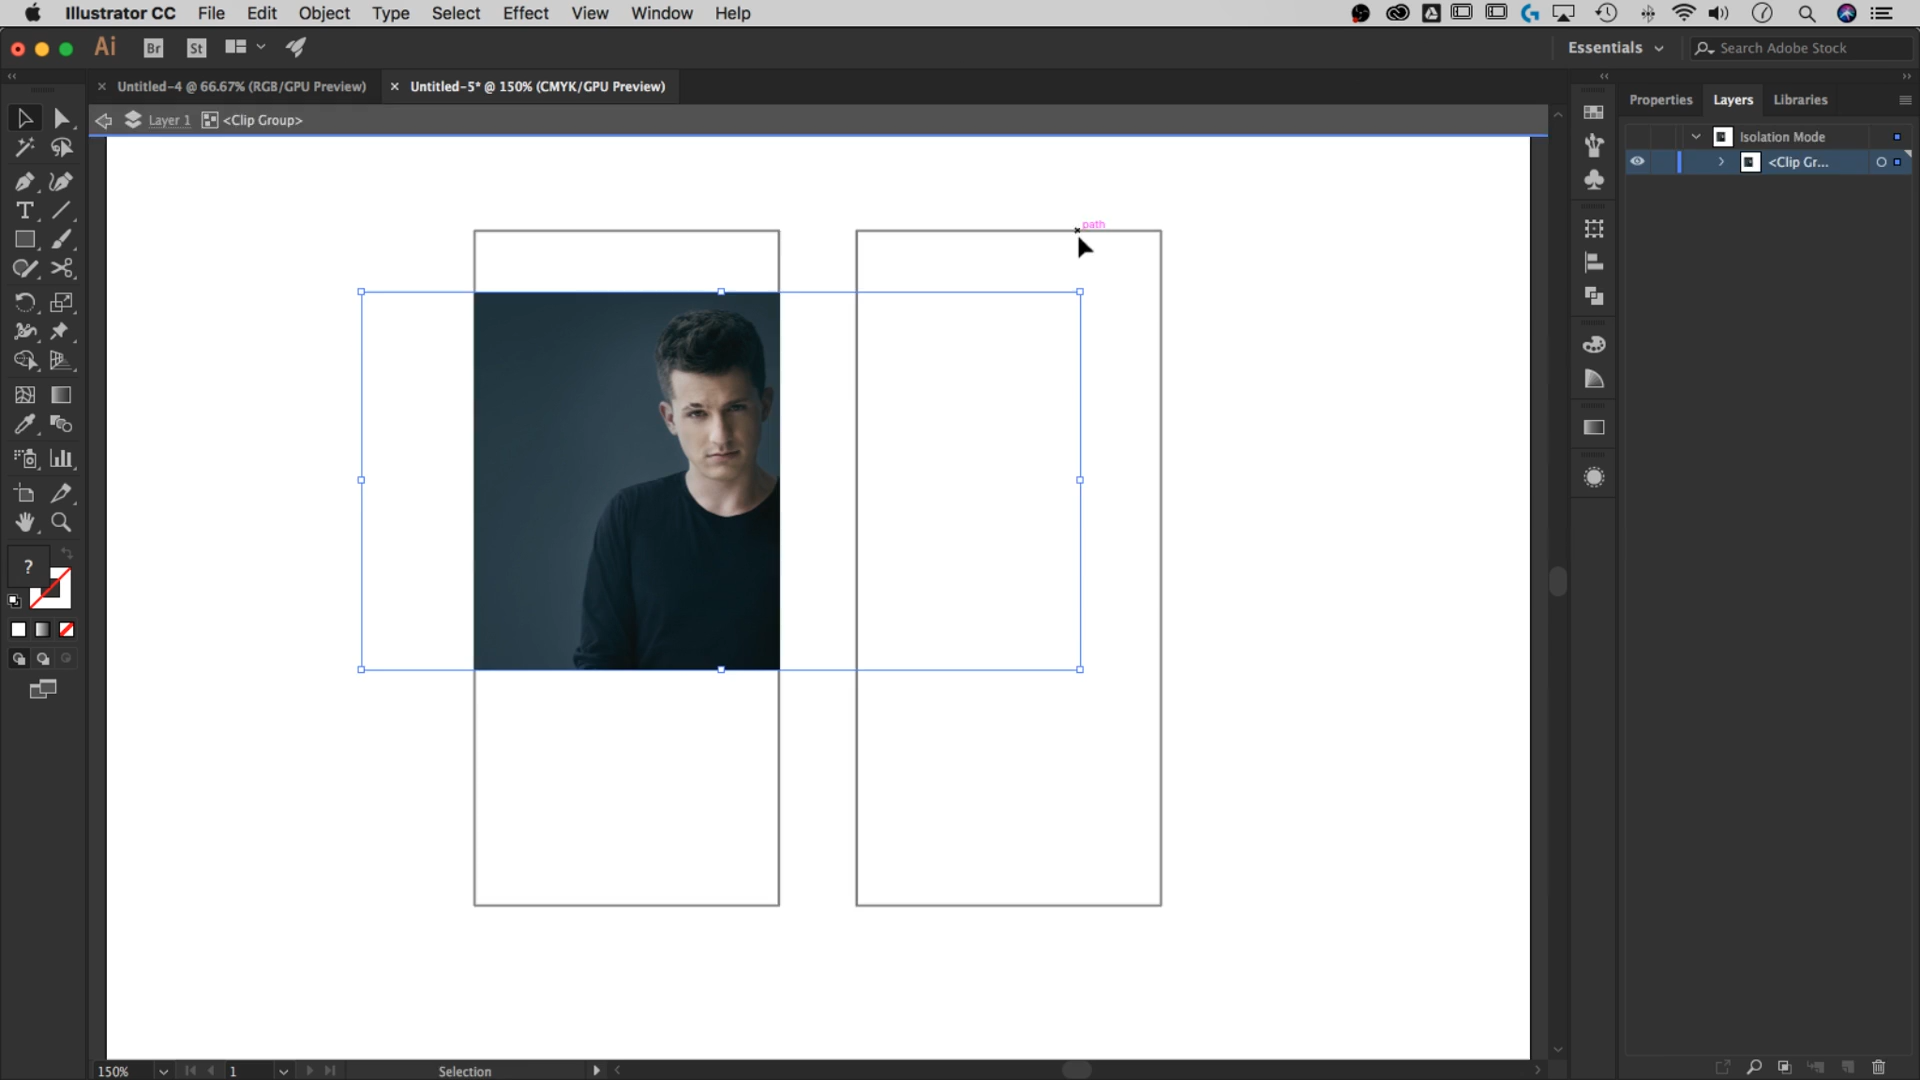 Illustrator CC File Edit Object Type Select Effect View Window Help
Ai Br St Essentials Search Adobe Stock
Untitled-4 @ 66.67% (RGB/GPU Preview) Untitled-5* @ 150% (CMYK/GPU Preview)
Properties Layers Libraries
Layer 1 <Clip Group>
Isolation Mode
<Clip Gr...
path
T
?
150% 1 Selection